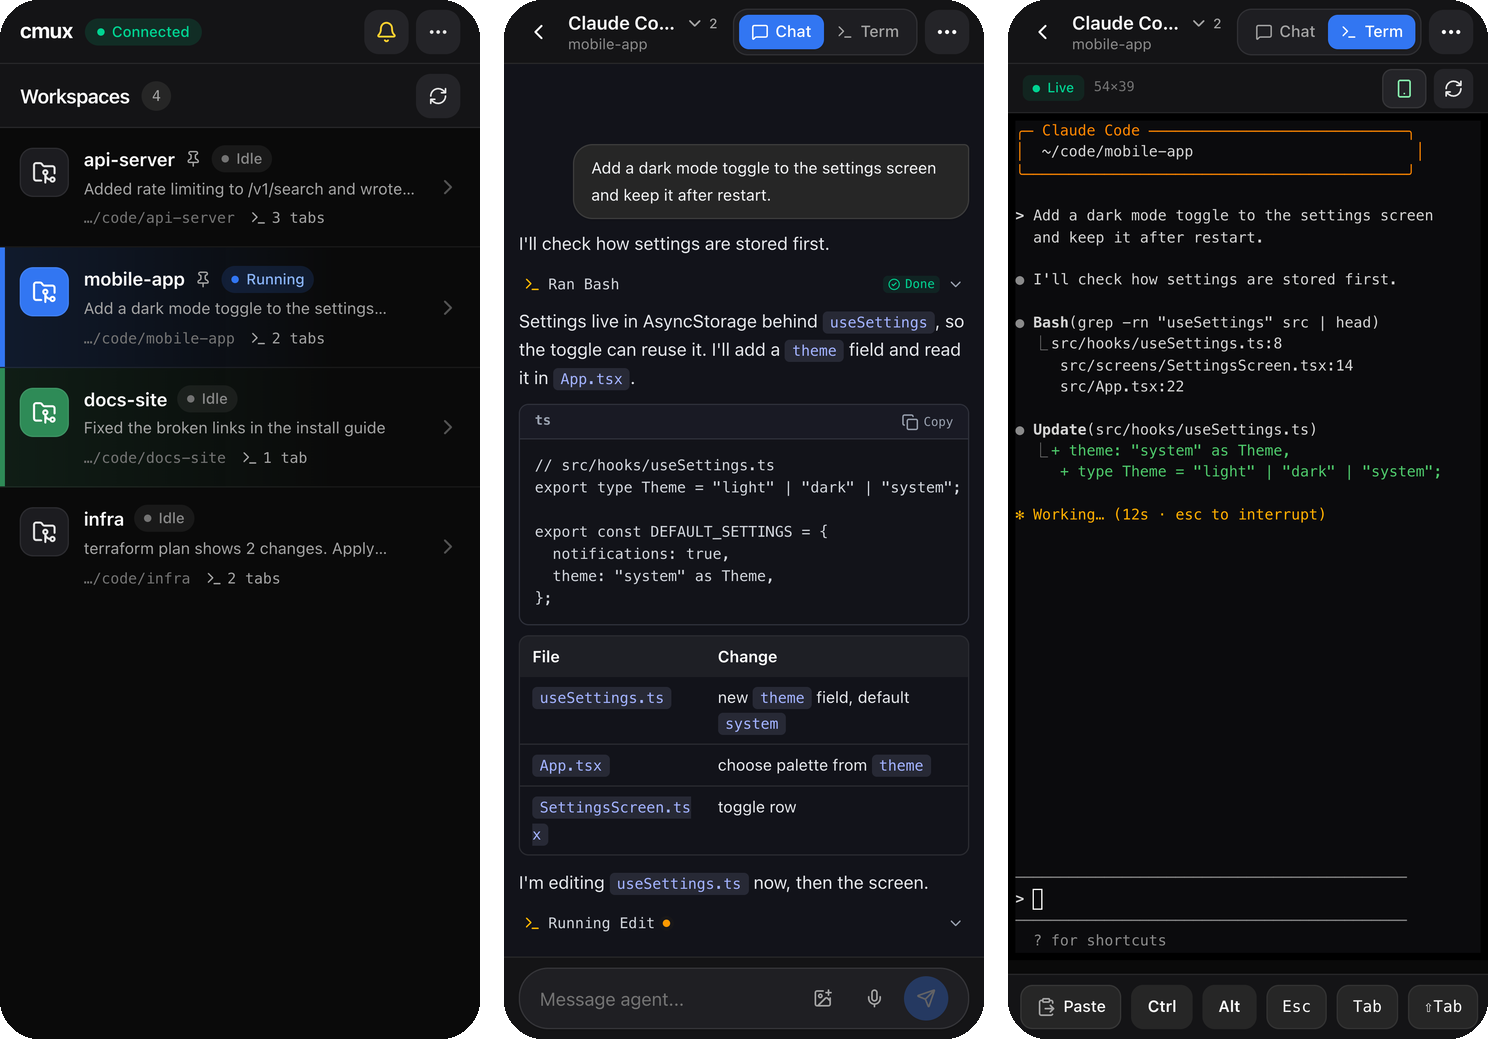 cmux
Connected
Workspaces 4
api-server Idle
Added rate limiting to /v1/search and wrote...
…/code/api-server 3 tabs
mobile-app Running
Add a dark mode toggle to the settings...
…/code/mobile-app 2 tabs
docs-site Idle
Fixed the broken links in the install guide
…/code/docs-site 1 tab
infra Idle
terraform plan shows 2 changes. Apply...
…/code/infra 2 tabs
Claude Co... 2
mobile-app
Chat Term
Add a dark mode toggle to the settings screen
and keep it after restart.
I'll check how settings are stored first.
Ran Bash Done
Settings live in AsyncStorage behind useSettings, so
the toggle can reuse it. I'll add a theme field and read
it in App.tsx.
ts Copy
// src/hooks/useSettings.ts
export type Theme = "light" | "dark" | "system";
export const DEFAULT_SETTINGS = {
notifications: true,
theme: "system" as Theme,
};
File Change
useSettings.ts new theme field, default
system
App.tsx choose palette from theme
SettingsScreen.ts toggle row
x
I'm editing useSettings.ts now, then the screen.
Running Edit
Message agent...
Claude Co... 2
mobile-app
Chat Term
Live 54×39
Claude Code
~/code/mobile-app
> Add a dark mode toggle to the settings screen
and keep it after restart.
● I'll check how settings are stored first.
● Bash(grep -rn "useSettings" src | head)
src/hooks/useSettings.ts:8
src/screens/SettingsScreen.tsx:14
src/App.tsx:22
● Update(src/hooks/useSettings.ts)
+ theme: "system" as Theme,
+ type Theme = "light" | "dark" | "system";
✻ Working… (12s · esc to interrupt)
>
? for shortcuts
Paste Ctrl Alt Esc Tab ⇧Tab